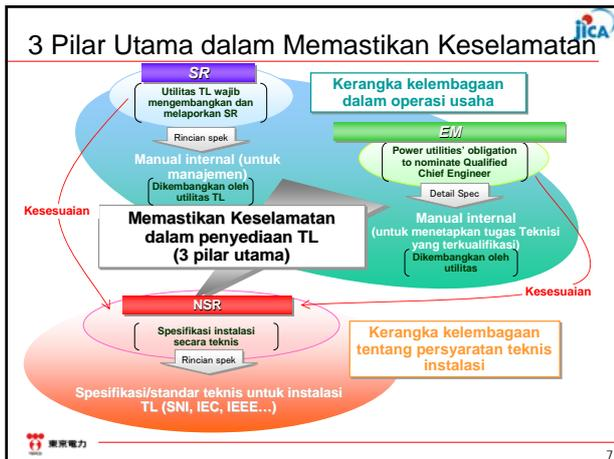 jica
3 Pilar Utama dalam Memastikan Keselamatan
SR
Utilitas TL wajib
mengembangkan dan
melaporkan SR
Kerangka kelembagaan
dalam operasi usaha
Rincian spek
Manual internal (untuk
manajemen)
Dikembangkan oleh
utilitas TL
EM
Power utilities' obligation
to nominate Qualified
Chief Engineer
Detail Spec
Manual internal
(untuk menetapkan tugas Teknisi
yang terkualifikasi)
Dikembangkan oleh
utilitas
Kesesuaian
Memastikan Keselamatan
dalam penyediaan TL
(3 pilar utama)
Kesesuaian
NSR
Spesifikasi instalasi
secara teknis
Rincian spek
Spesifikasi/standar teknis untuk instalasi
TL (SNI, IEC, IEEE…)
Kerangka kelembagaan
tentang persyaratan teknis
instalasi
東京電力
7